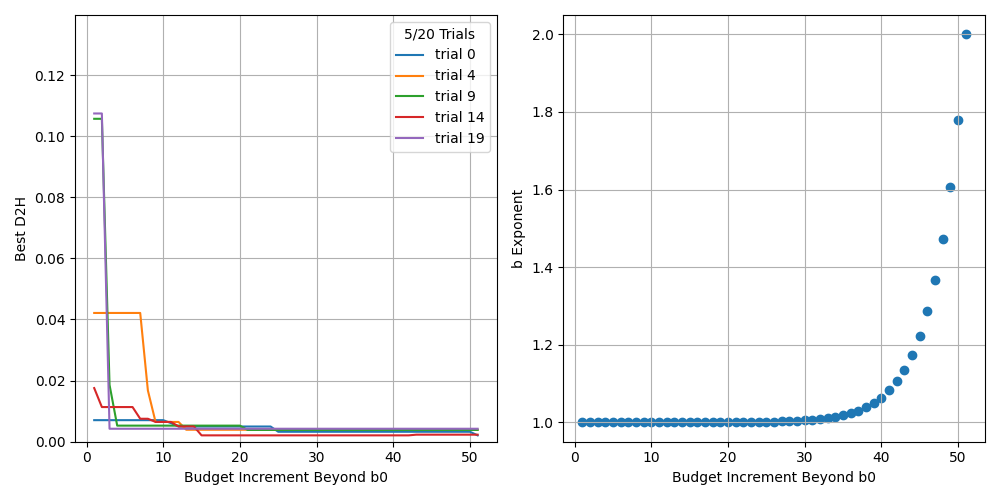 5/20 Trials
trial 0
trial 4
trial 9
trial 14
trial 19
0.12
0.10
0.08
0.06
0.04
0.02
0.00
Best D2H
0 10 20 30 40 50
Budget Increment Beyond b0
2.0
1.8
1.6
1.4
1.2
1.0
b Exponent
0 10 20 30 40 50
Budget Increment Beyond b0